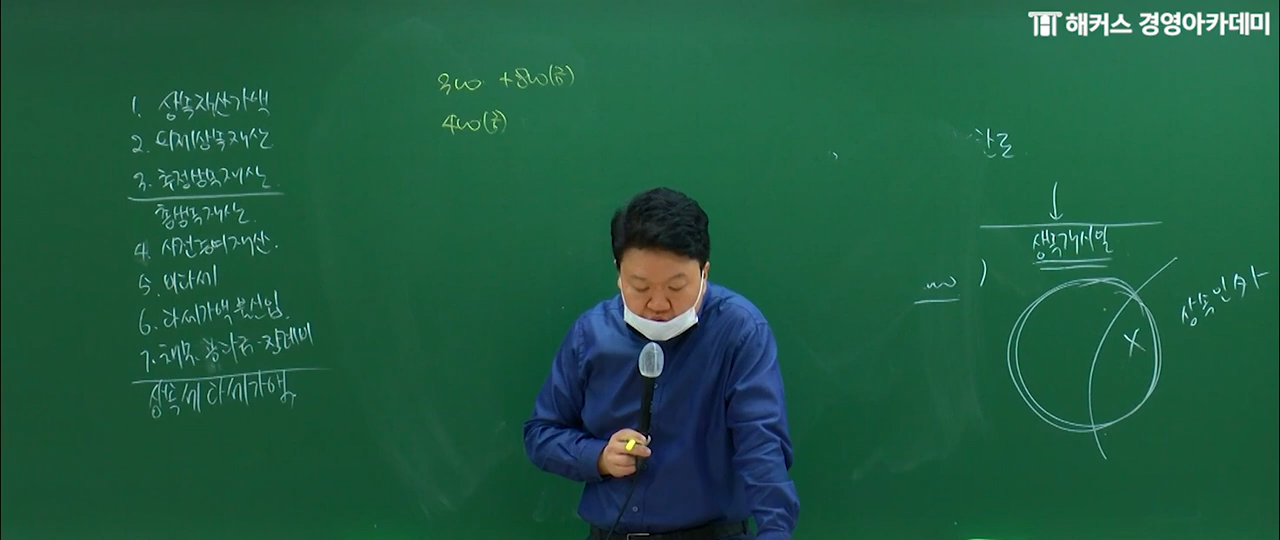 해커스 경영아카데미
1. 상속재산가액
2. 의제상속재산
3. 추정상속재산
총상속재산
4. 사전증여재산
5. 비과세
6. 과세가액불산입
7. 채무·공과금·장례비
상속세과세가액
상속개시일
상속인 수
X